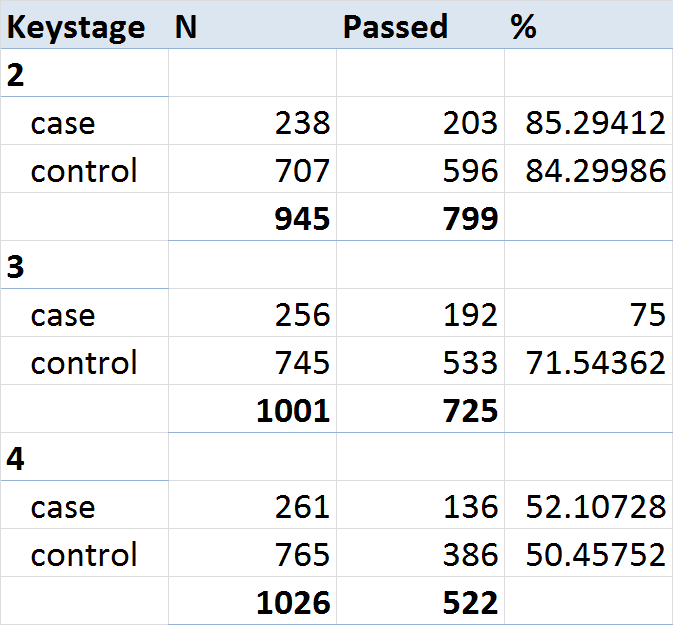 Keystage N Passed %
2
case 238 203 85.29412
control 707 596 84.29986
945 799
3
case 256 192 75
control 745 533 71.54362
1001 725
4
case 261 136 52.10728
control 765 386 50.45752
1026 522